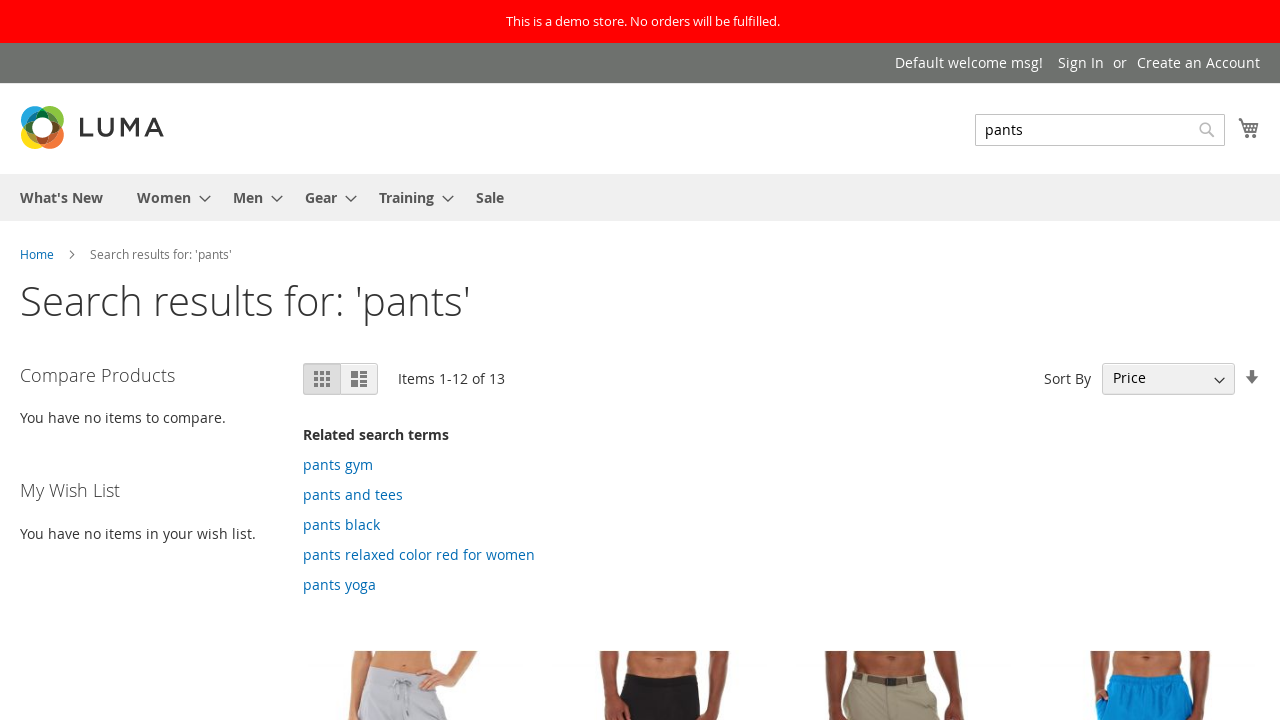 This is a demo store. No orders will be fulfilled.
Default welcome msg! Sign In or Create an Account
LUMA
pants
What's New Women Men Gear Training Sale
Home Search results for: 'pants'
Search results for: 'pants'
Compare Products
You have no items to compare.
My Wish List
You have no items in your wish list.
Items 1-12 of 13
Sort By Price
Related search terms
pants gym
pants and tees
pants black
pants relaxed color red for women
pants yoga